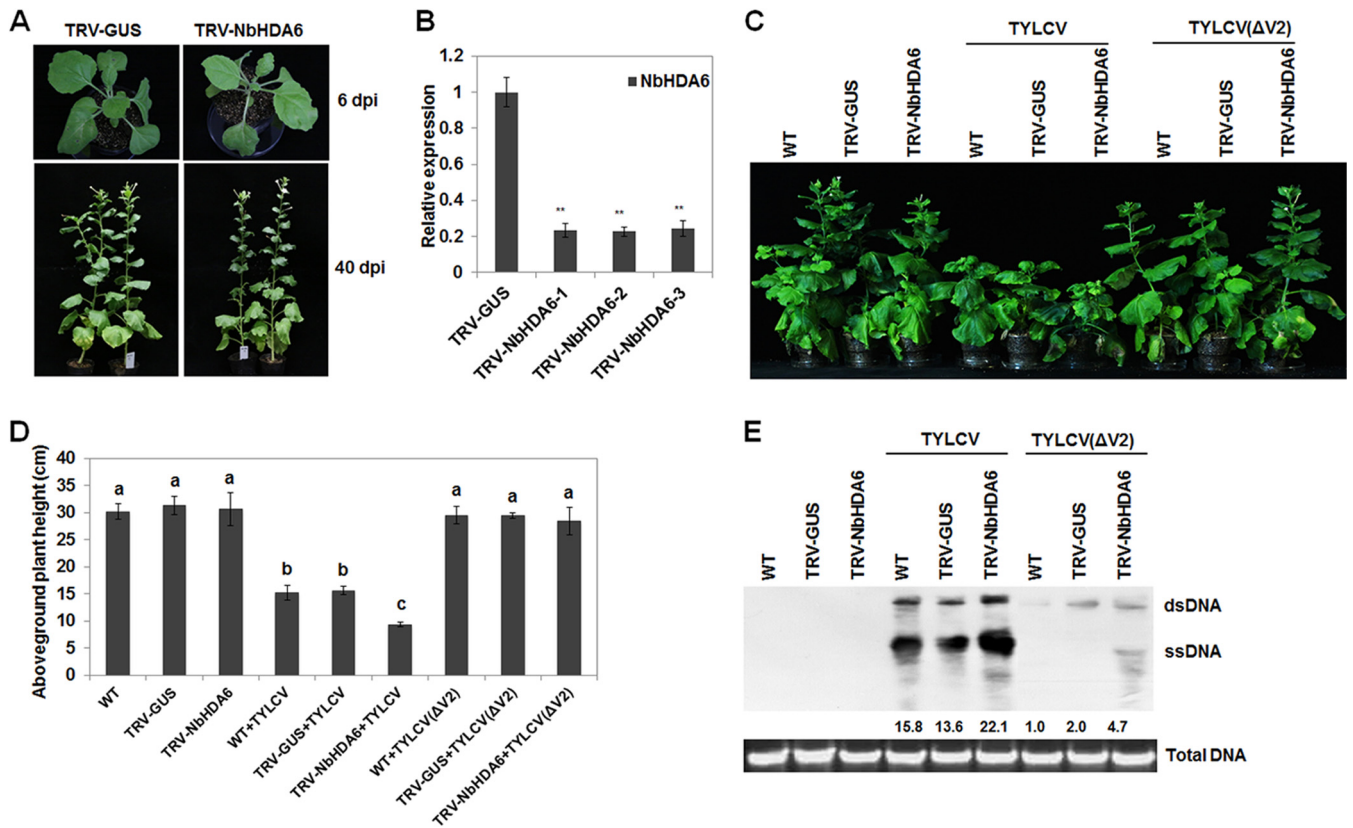 A
TRV-GUS
TRV-NbHDA6
6 dpi
40 dpi
B
Relative expression
1.2
1
0.8
0.6
0.4
0.2
0
NbHDA6
**
**
**
TRV-GUS
TRV-NbHDA6-1
TRV-NbHDA6-2
TRV-NbHDA6-3
C
TYLCV
TYLCV(ΔV2)
WT
TRV-GUS
TRV-NbHDA6
WT
TRV-GUS
TRV-NbHDA6
WT
TRV-GUS
TRV-NbHDA6
D
Aboveground plant height (cm)
40
35
30
25
20
15
10
5
0
a
a
a
b
b
c
a
a
a
WT
TRV-GUS
TRV-NbHDA6
WT+TYLCV
TRV-GUS+TYLCV
TRV-NbHDA6+TYLCV
WT+TYLCV(ΔV2)
TRV-GUS+TYLCV(ΔV2)
TRV-NbHDA6+TYLCV(ΔV2)
E
TYLCV
TYLCV(ΔV2)
WT
TRV-GUS
TRV-NbHDA6
WT
TRV-GUS
TRV-NbHDA6
WT
TRV-GUS
TRV-NbHDA6
dsDNA
ssDNA
15.8 13.6 22.1 1.0 2.0 4.7
Total DNA